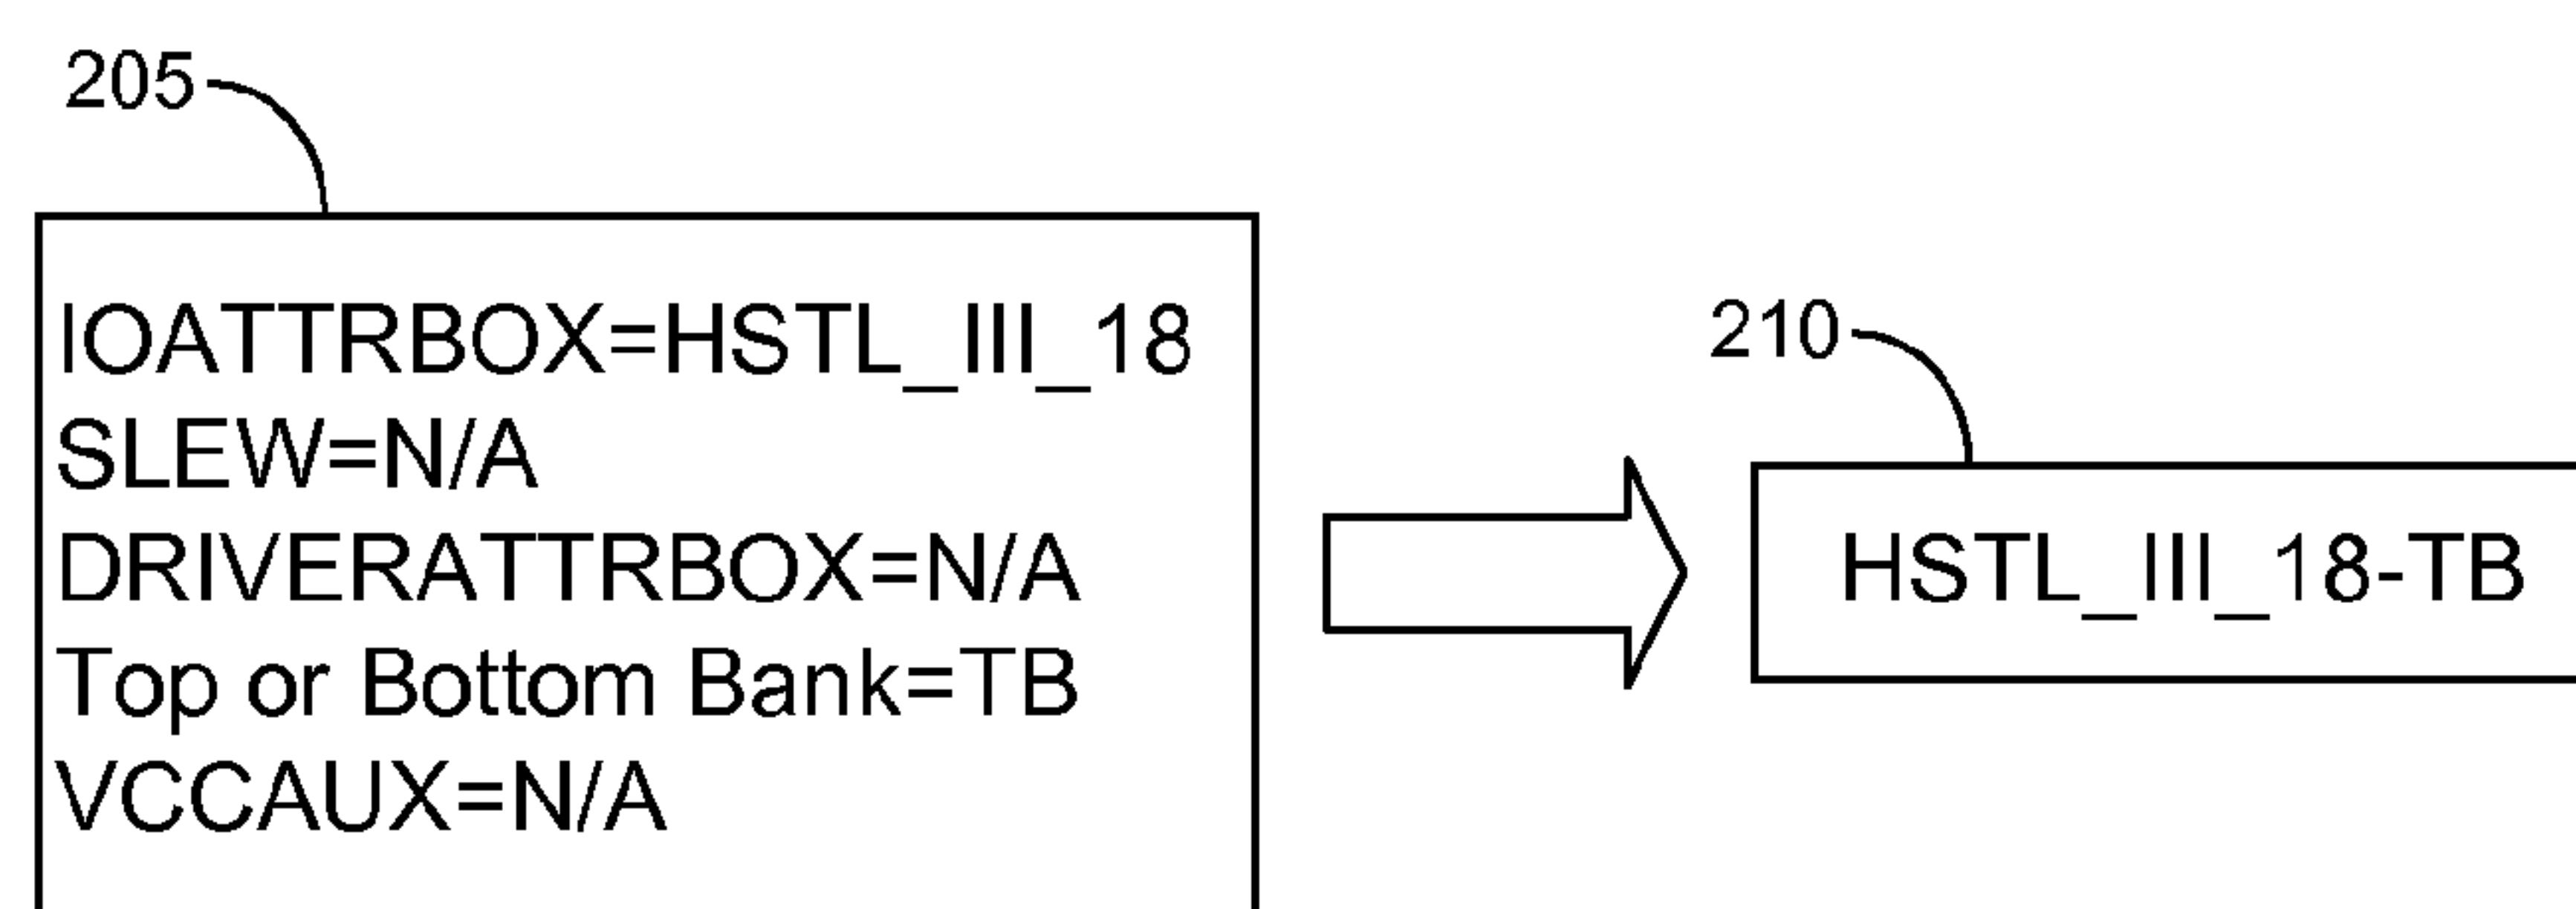 205
IOATTRBOX=HSTL_III_18
SLEW=N/A
DRIVERATTRBOX=N/A
Top or Bottom Bank=TB
VCCAUX=N/A
210
HSTL_III_18-TB